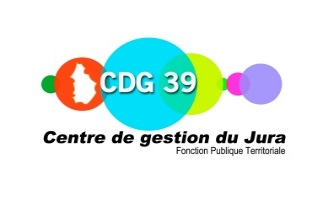 CDG 39
Centre de gestion du Jura
Fonction Publique Territoriale